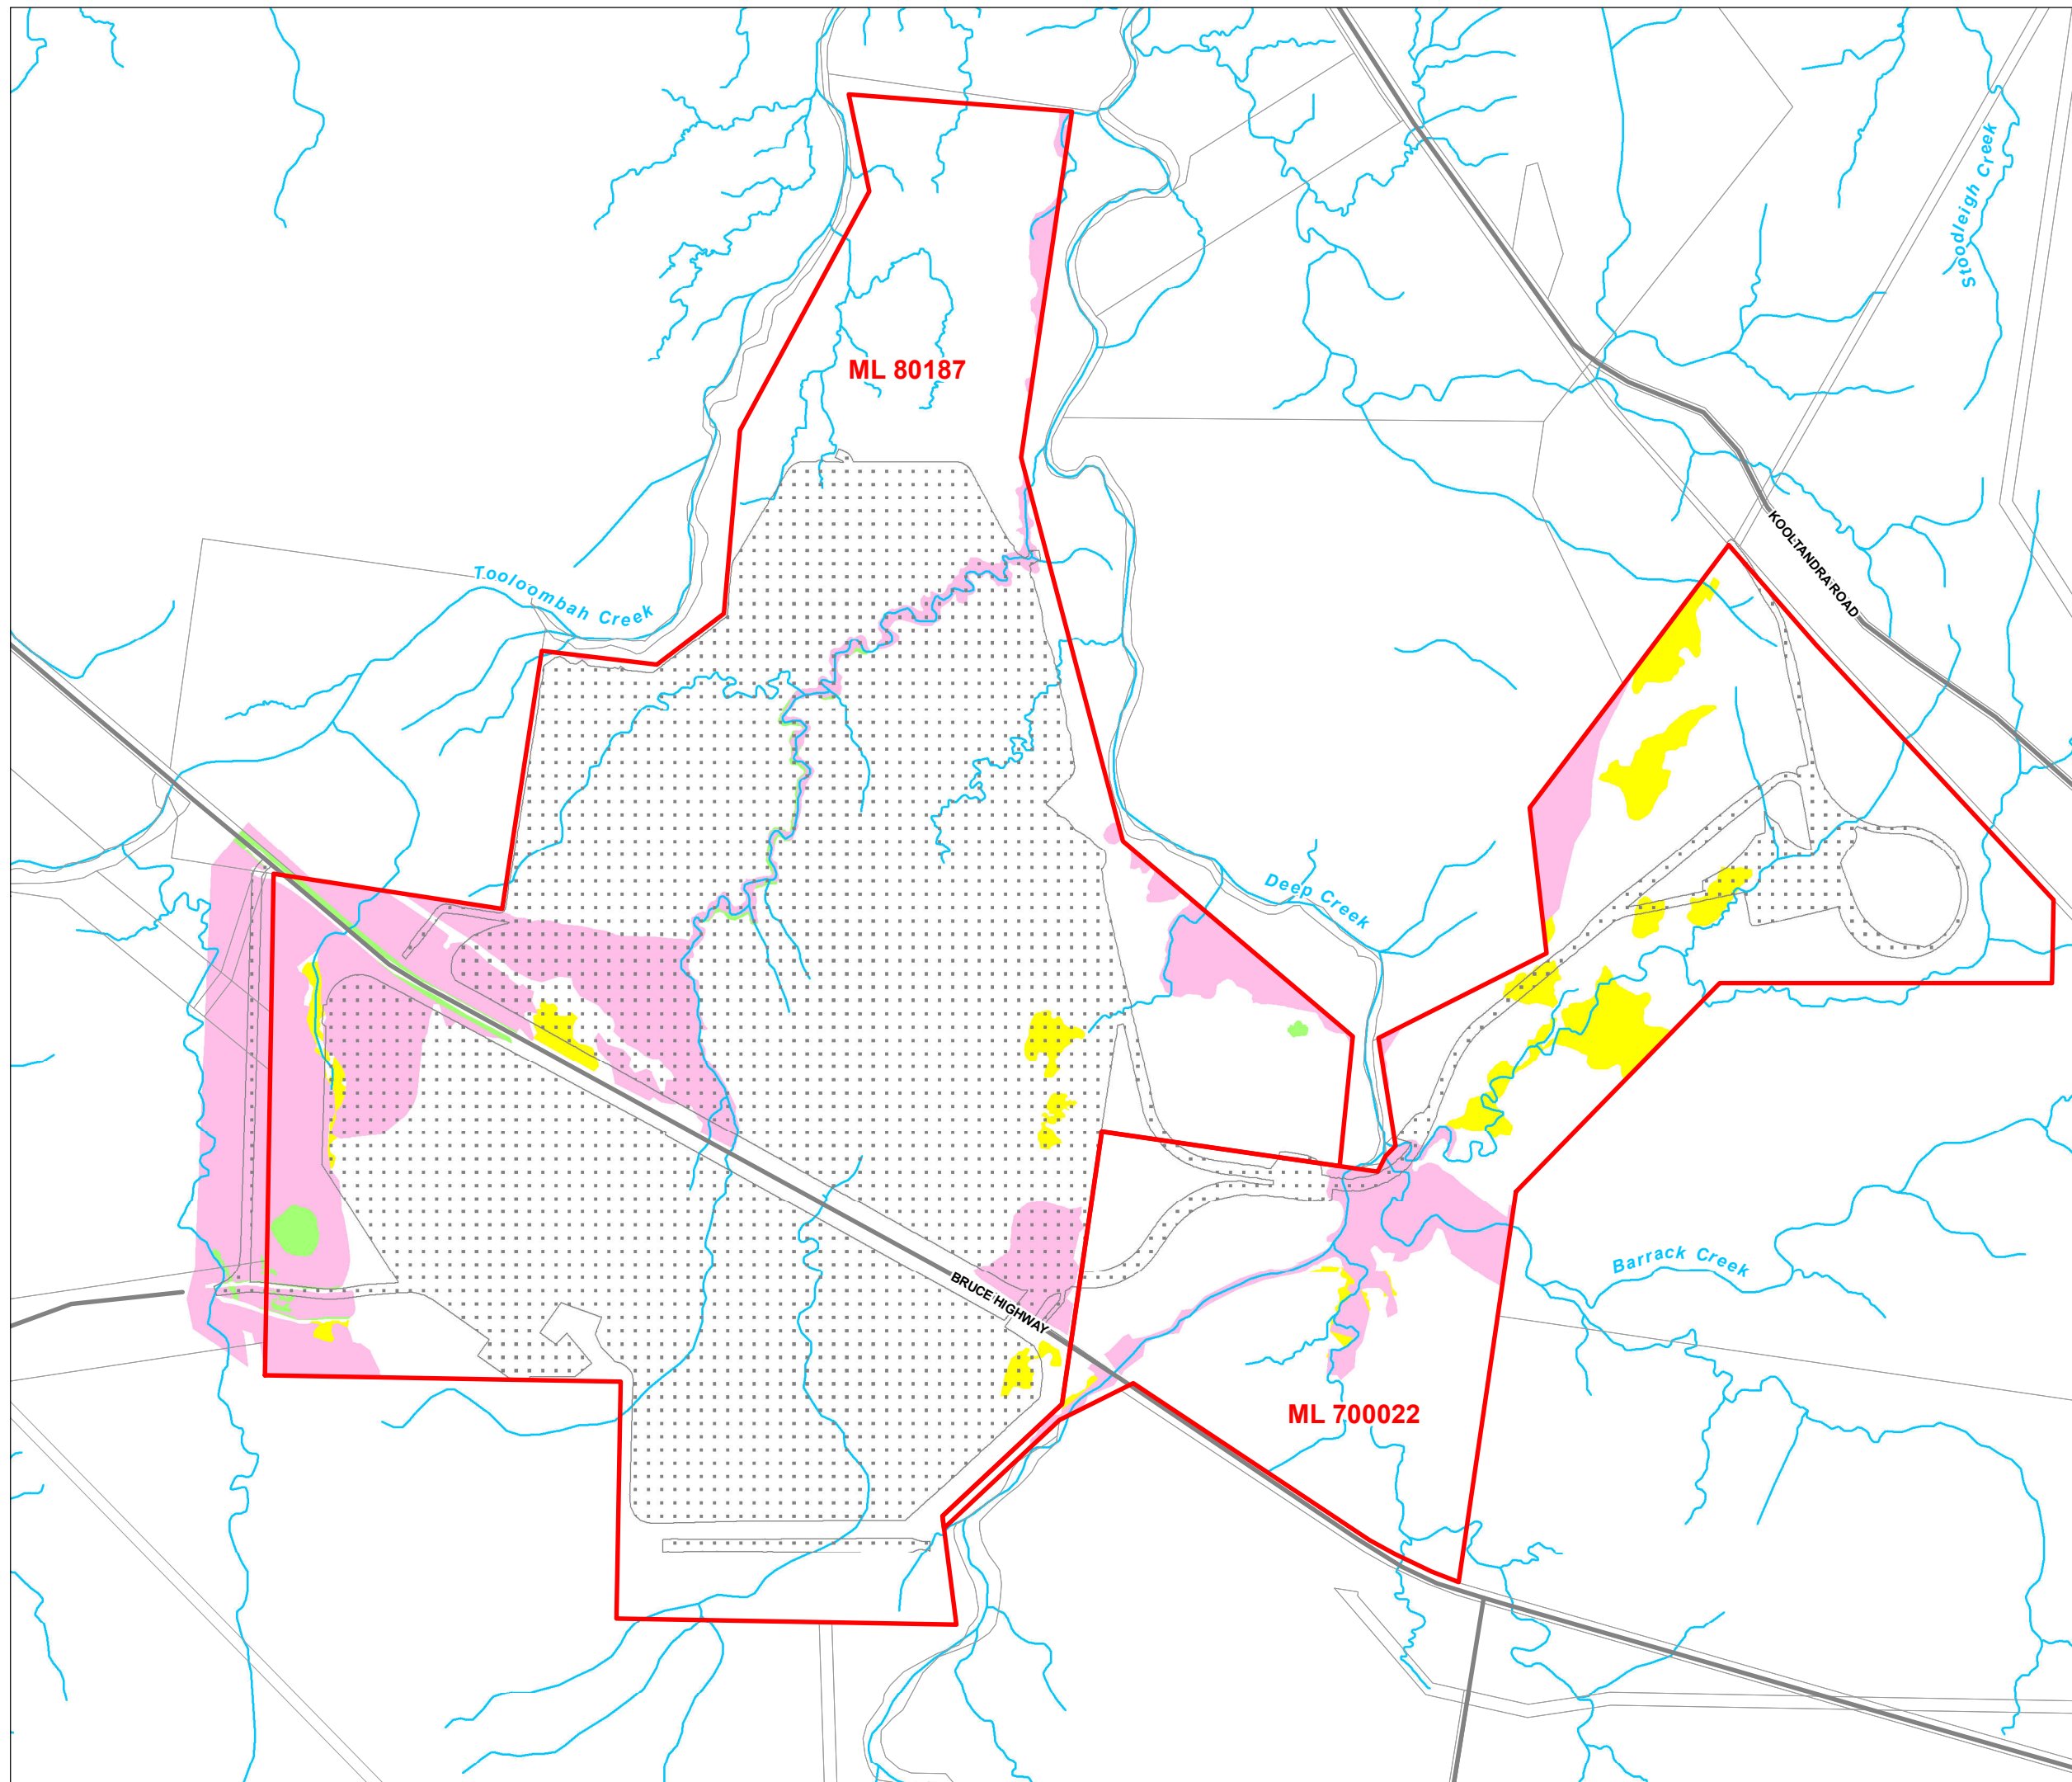 Stoodleigh Creek
ML 80187
KOOLTANDRA ROAD
Tooloombah Creek
Deep Creek
Barrack Creek
BRUCE HIGHWAY
ML 700022